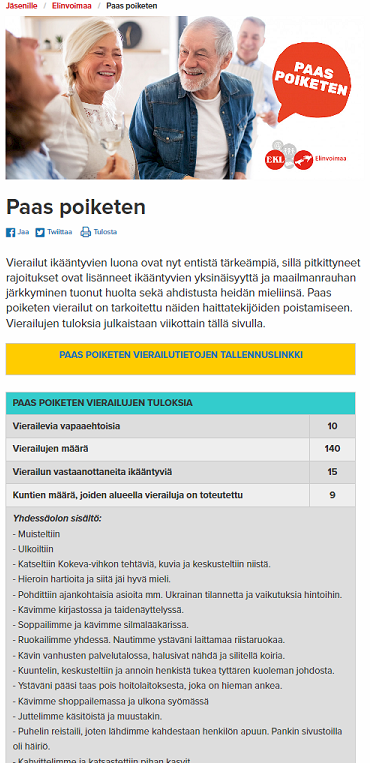 Jäsenille / Elinvoimaa / Paas poiketen
PAAS
POIKETEN
EKL Elinvoimaa
Paas poiketen
Jaa Twiittaa Tulosta
Vierailut ikääntyvien luona ovat nyt entistä tärkeämpiä, sillä pitkittyneet
rajoitukset ovat lisänneet ikääntyvien yksinäisyyttä ja maailmanrauhan
järkkyminen tuonut huolta sekä ahdistusta heidän mieliinsä. Paas
poiketen vierailut on tarkoitettu näiden haittatekijöiden poistamiseen.
Vierailujen tuloksia julkaistaan viikottain tällä sivulla.
PAAS POIKETEN VIERAILUTIETOJEN TALLENNUSLINKKI
PAAS POIKETEN VIERAILUJEN TULOKSIA
Vierailevia vapaaehtoisia 10
Vierailujen määrä 140
Vierailun vastaanottaneita ikääntyviä 15
Kuntien määrä, joiden alueella vierailuja on toteutettu 9
Yhdessäolon sisältö:
- Muisteltiin
- Ulkoiltiin
- Katseltiin Kokeva-vihkon tehtäviä, kuvia ja keskusteltiin niistä.
- Hieroin hartioita ja siitä jäi hyvä mieli.
- Pohdittiin ajankohtaisia asioita mm. Ukrainan tilannetta ja vaikutuksia hintoihin.
- Kävimme kirjastossa ja taidenäyttelyssä.
- Soppailimme ja kävimme silmälääkärissä.
- Ruokailimme yhdessä. Nautimme ystäväni laittamaa riistaruokaa.
- Kävin vanhusten palvelutalossa, halusivat nähdä ja silitellä koiria.
- Kuuntelin, keskusteltiin ja annoin henkistä tukea tyttären kuoleman johdosta.
- Ystäväni pääsi taas pois hoitolaitoksesta, joka on hieman ankea.
- Kävimme shoppailemassa ja ulkona syömässä
- Juttelimme käsitöistä ja muustakin.
- Puhelin reistaili, joten lähdimme kahdestaan henkilön apuun. Pankin sivustoilla
oli häiriö.
- Kahvittelimme ja katsastettiin pihan kasvit.